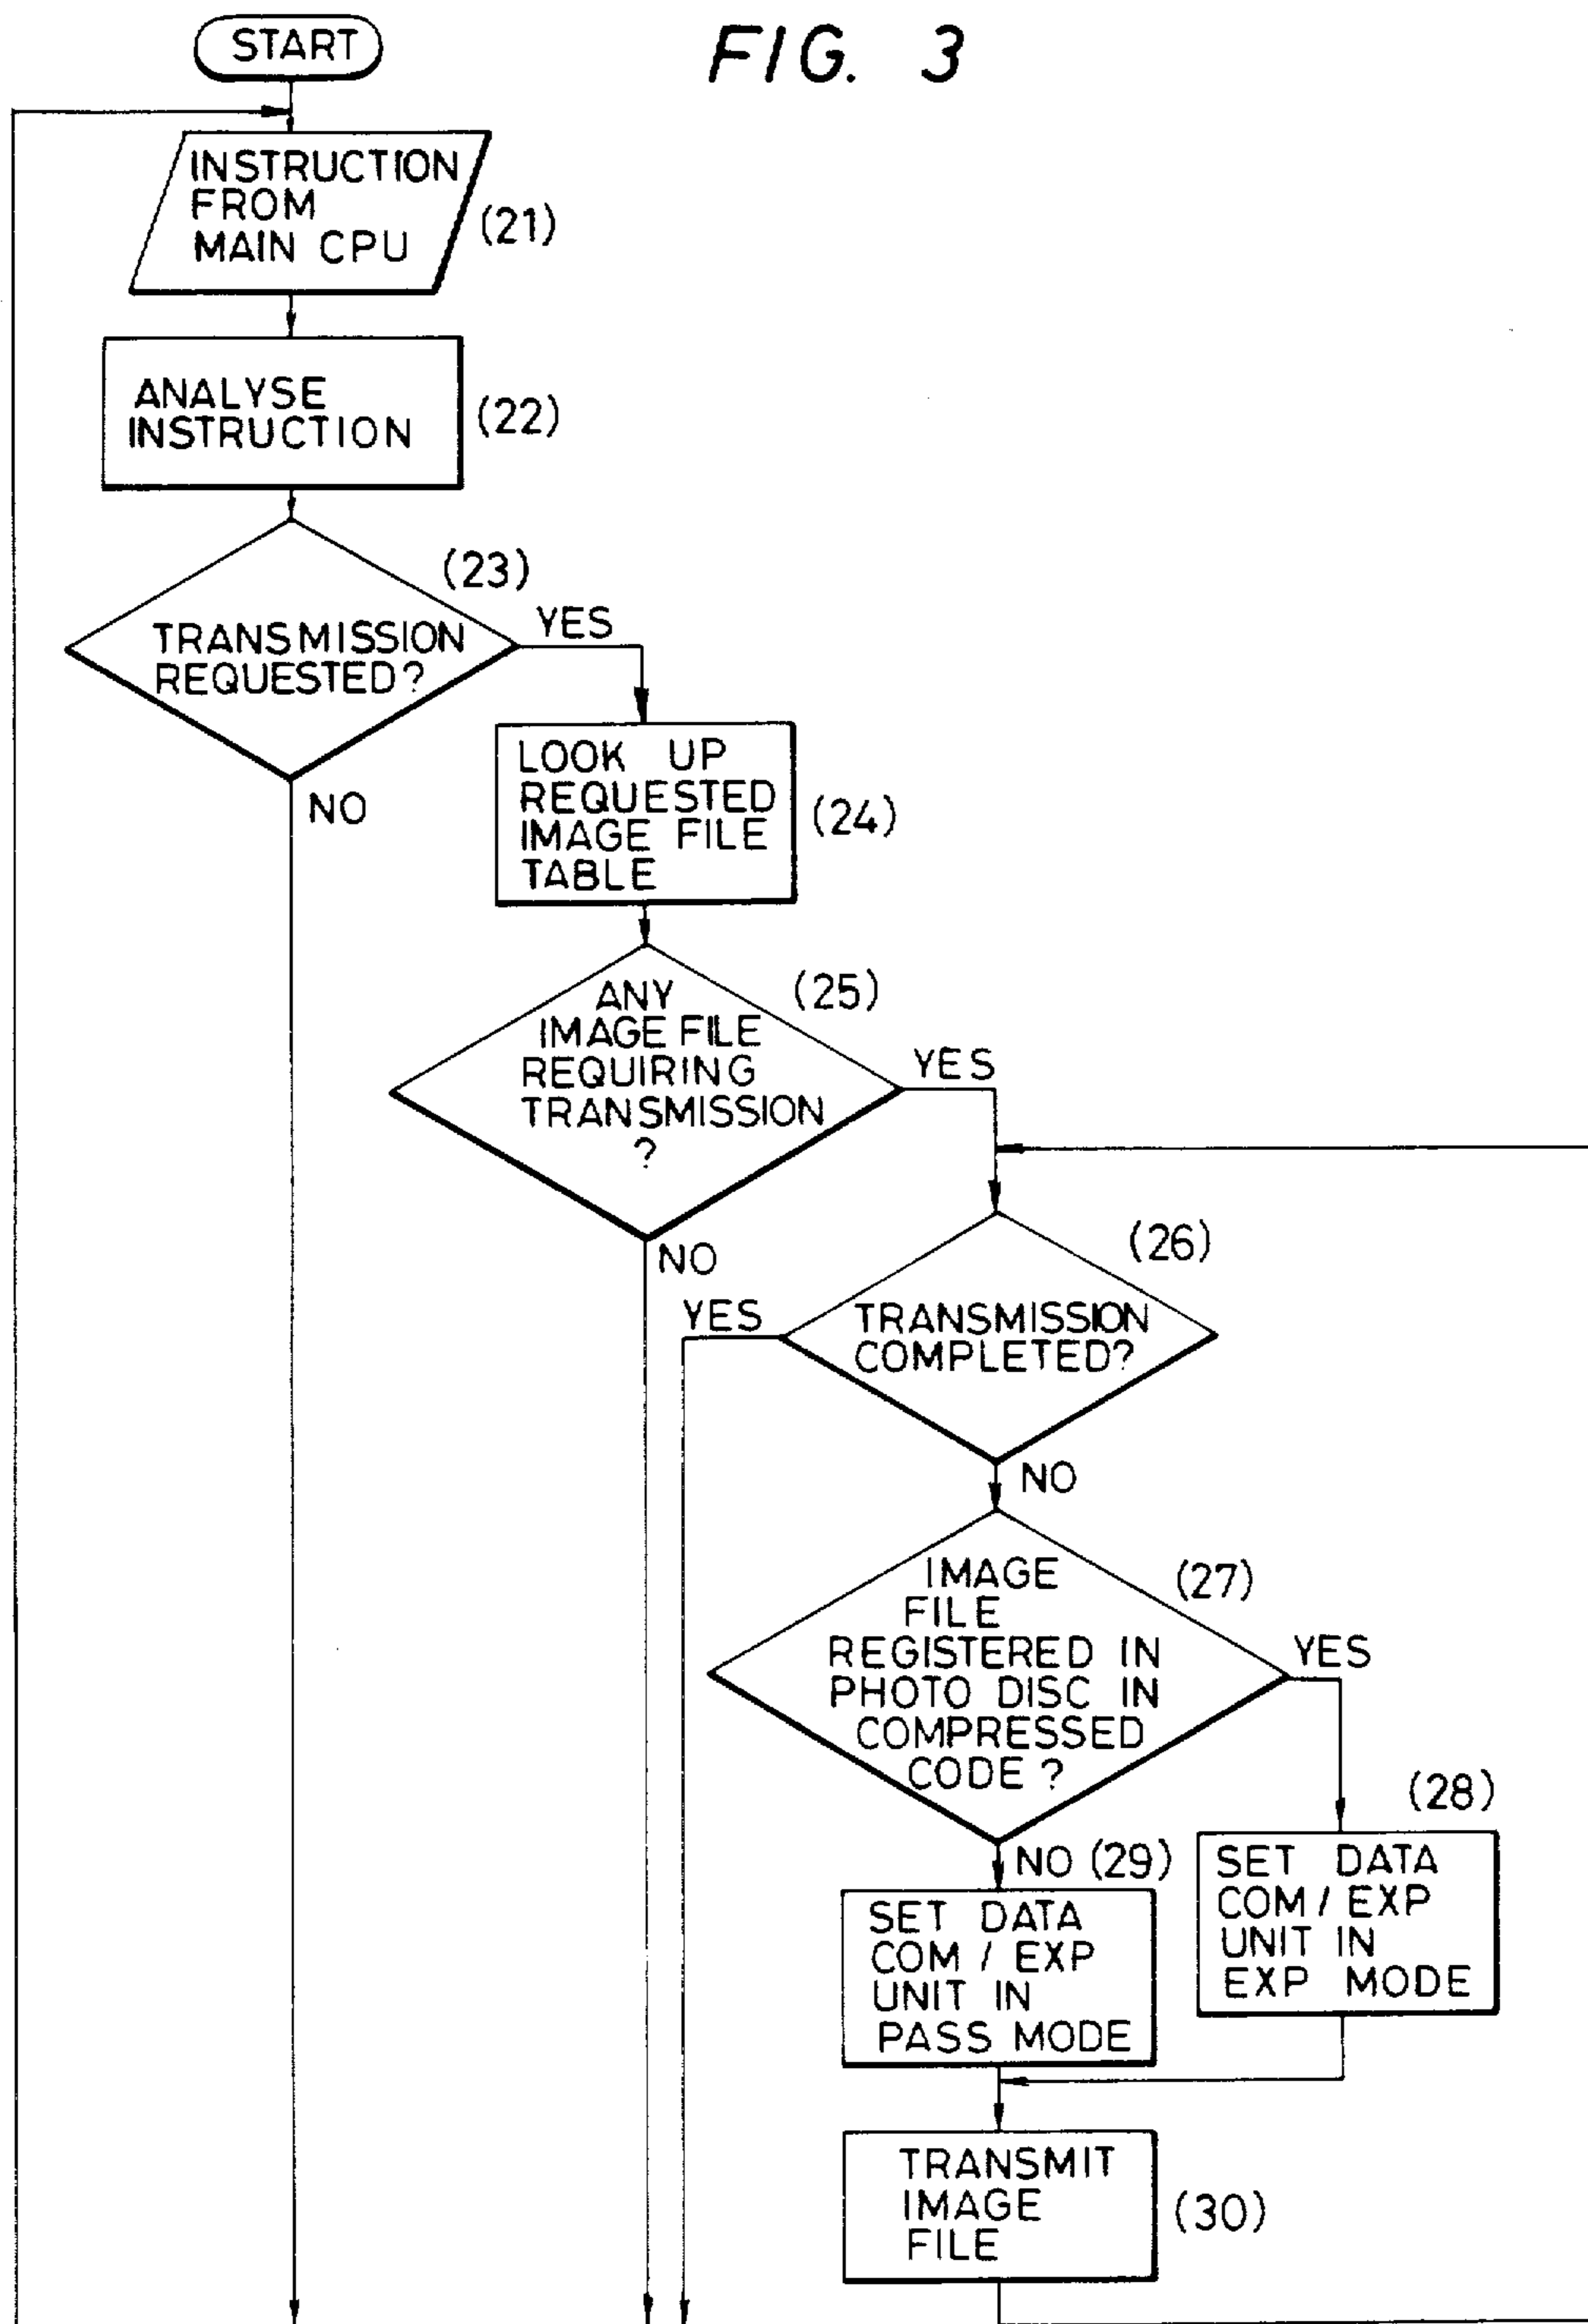 FIG. 3
START
INSTRUCTION
FROM
MAIN CPU
(21)
ANALYSE
INSTRUCTION
(22)
(23)
TRANSMISSION
REQUESTED?
YES
NO
LOOK UP
REQUESTED
IMAGE FILE
TABLE
(24)
ANY
IMAGE FILE
REQUIRING
TRANSMISSION
?
(25)
YES
NO
(26)
TRANSMISSION
COMPLETED?
YES
NO
IMAGE
FILE
REGISTERED IN
PHOTO DISC IN
COMPRESSED
CODE ?
(27)
YES
NO (29)
(28)
SET DATA
COM / EXP
UNIT IN
EXP MODE
SET DATA
COM / EXP
UNIT IN
PASS MODE
TRANSMIT
IMAGE
FILE
(30)